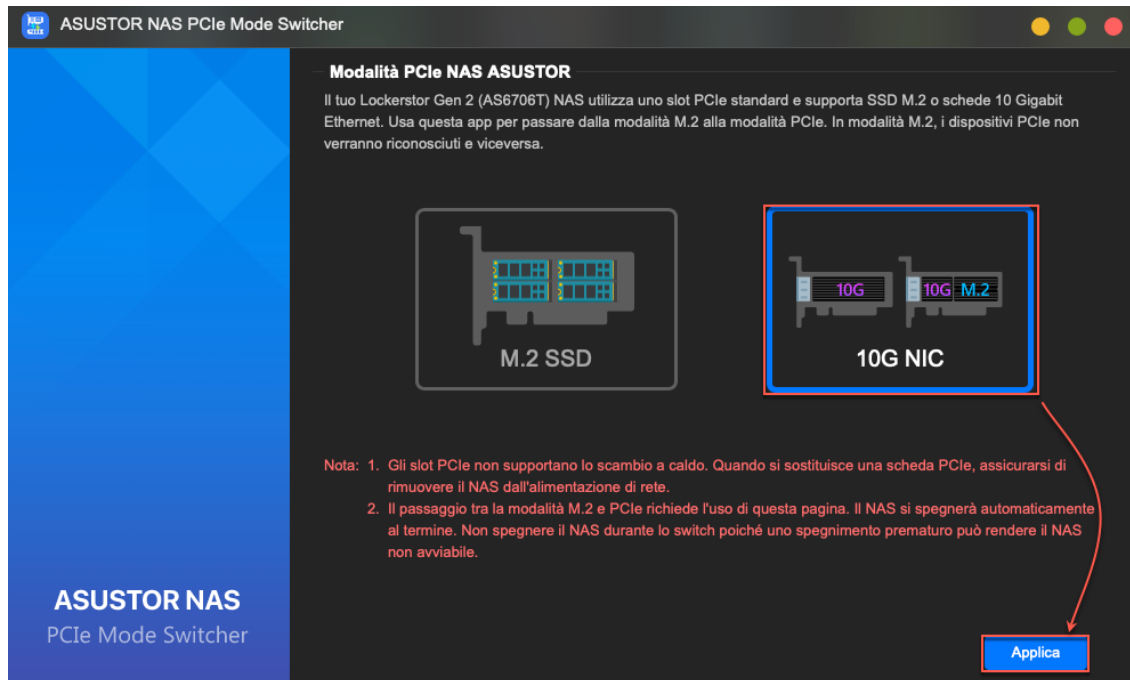 ASUSTOR NAS PCIe Mode Switcher
Modalità PCIe NAS ASUSTOR
Il tuo Lockerstor Gen 2 (AS6706T) NAS utilizza uno slot PCIe standard e supporta SSD M.2 o schede 10 Gigabit
Ethernet. Usa questa app per passare dalla modalità M.2 alla modalità PCIe. In modalità M.2, i dispositivi PCIe non
verranno riconosciuti e viceversa.
M.2 SSD
10G
10G M.2
10G NIC
Nota: 1. Gli slot PCIe non supportano lo scambio a caldo. Quando si sostituisce una scheda PCIe, assicurarsi di
rimuovere il NAS dall'alimentazione di rete.
2. Il passaggio tra la modalità M.2 e PCIe richiede l'uso di questa pagina. Il NAS si spegnerà automaticamente
al termine. Non spegnere il NAS durante lo switch poiché uno spegnimento prematuro può rendere il NAS
non avviabile.
ASUSTOR NAS
PCIe Mode Switcher
Applica